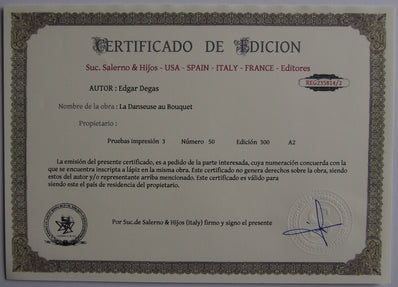 CERTIFICADO DE EDICION
Suc. Salerno & Hijos - USA - SPAIN - ITALY - FRANCE - Editores
REG235814/2
AUTOR : Edgar Degas
Nombre de la obra : La Danseuse au Bouquet
Propietario :
Pruebas impresión 3 Número 50 Edición 500 A2
La emisión del presente certificado, es a pedido de la parte interesada, cuya numeración concuerda con la
que se encuentra inscripta a lápiz en la misma obra. Este certificado no genera derechos sobre la obra, siendo
estos del autor y/o representante arriba mencionado. Este certificado es válido para
siendo este el país de residencia del propietario.
Por Suc.de Salerno & Hijos (Italy) firmo y signo el presente